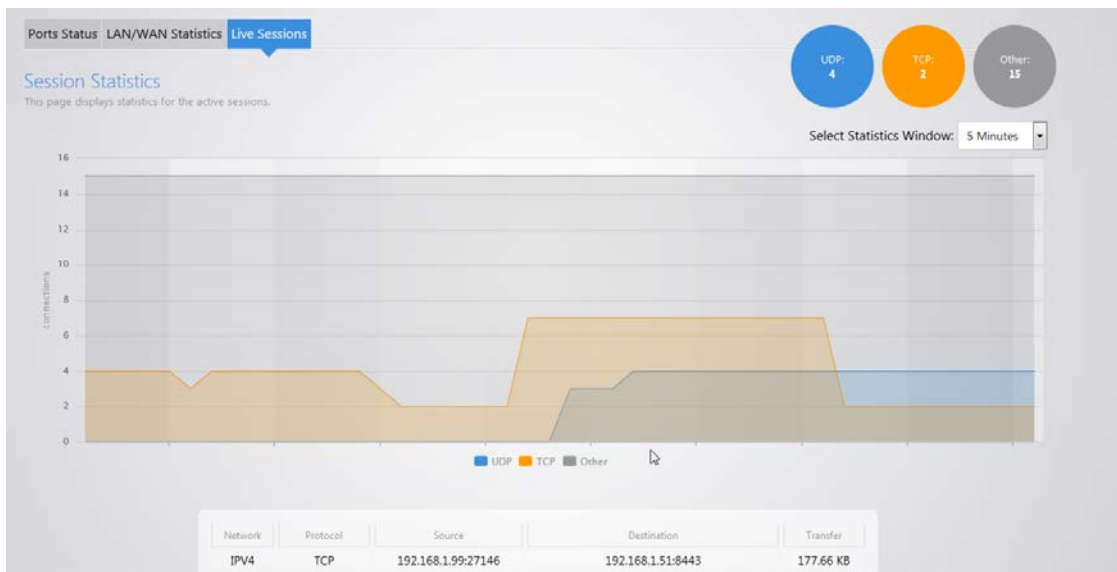 Ports Status LAN/WAN Statistics Live Sessions
UDP:
4
TCP:
2
Other:
15
Session Statistics
This page displays statistics for the active sessions.
Select Statistics Window: 5 Minutes
16
14
12
10
8
6
4
2
0
connections
UDP TCP Other
Network Protocol Source Destination Transfer
IPV4 TCP 192.168.1.99:27146 192.168.1.51:8443 177.66 KB